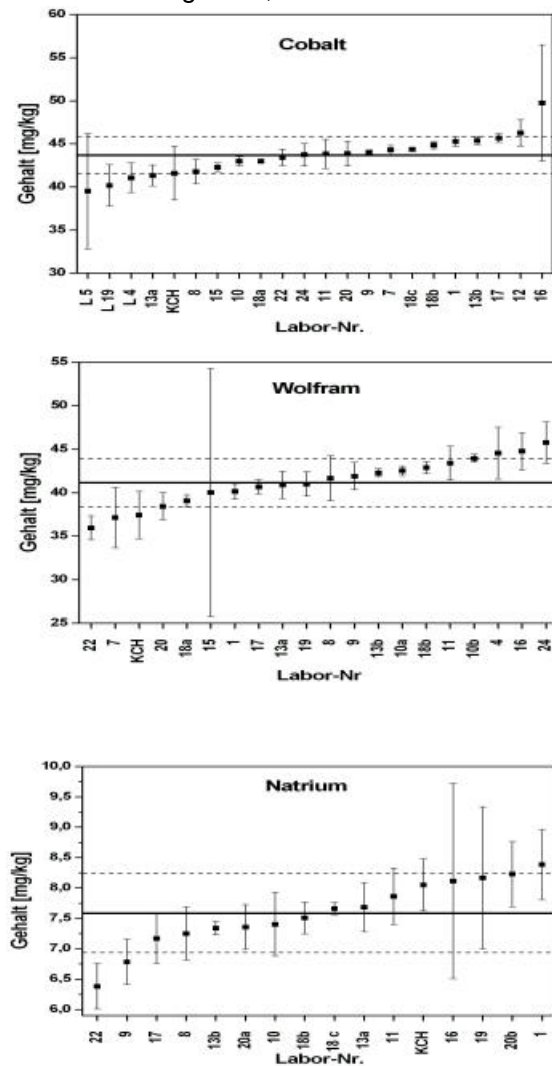 Cobalt
Gehalt [mg/kg]
60
55
50
45
40
35
30
L 5 L 19 L 4 13a KCH 8 15 10 18a 22 24 11 20 9 7 18c 18b 1 13b 17 12 16
Labor-Nr.
Wolfram
Gehalt [mg/kg]
55
50
45
40
35
30
25
22 7 KCH 20 18a 15 1 17 13a 19 8 9 13b 10a 18b 11 10b 4 16 24
Labor-Nr
Natrium
Gehalt [mg/kg]
10,0
9,5
9,0
8,5
8,0
7,5
7,0
6,5
6,0
22 9 17 8 13b 20a 10 18b 18 c 13a 11 KCH 16 19 20b 1
Labor-Nr.